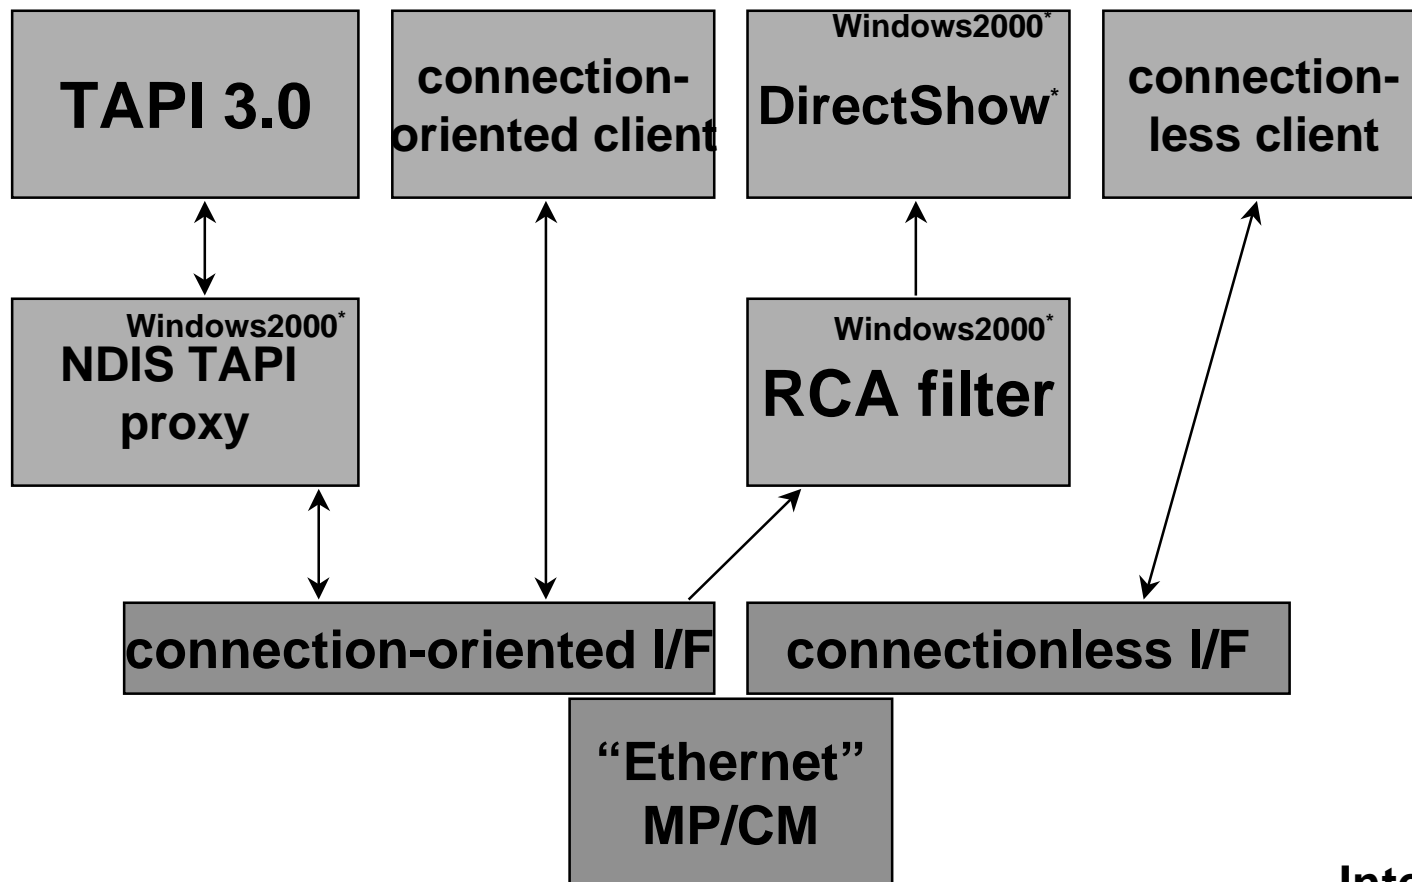 TAPI 3.0
connection-
oriented client
Windows2000*
DirectShow*
connection-
less client
Windows2000*
NDIS TAPI
proxy
Windows2000*
RCA filter
connection-oriented I/F
connectionless I/F
“Ethernet”
MP/CM